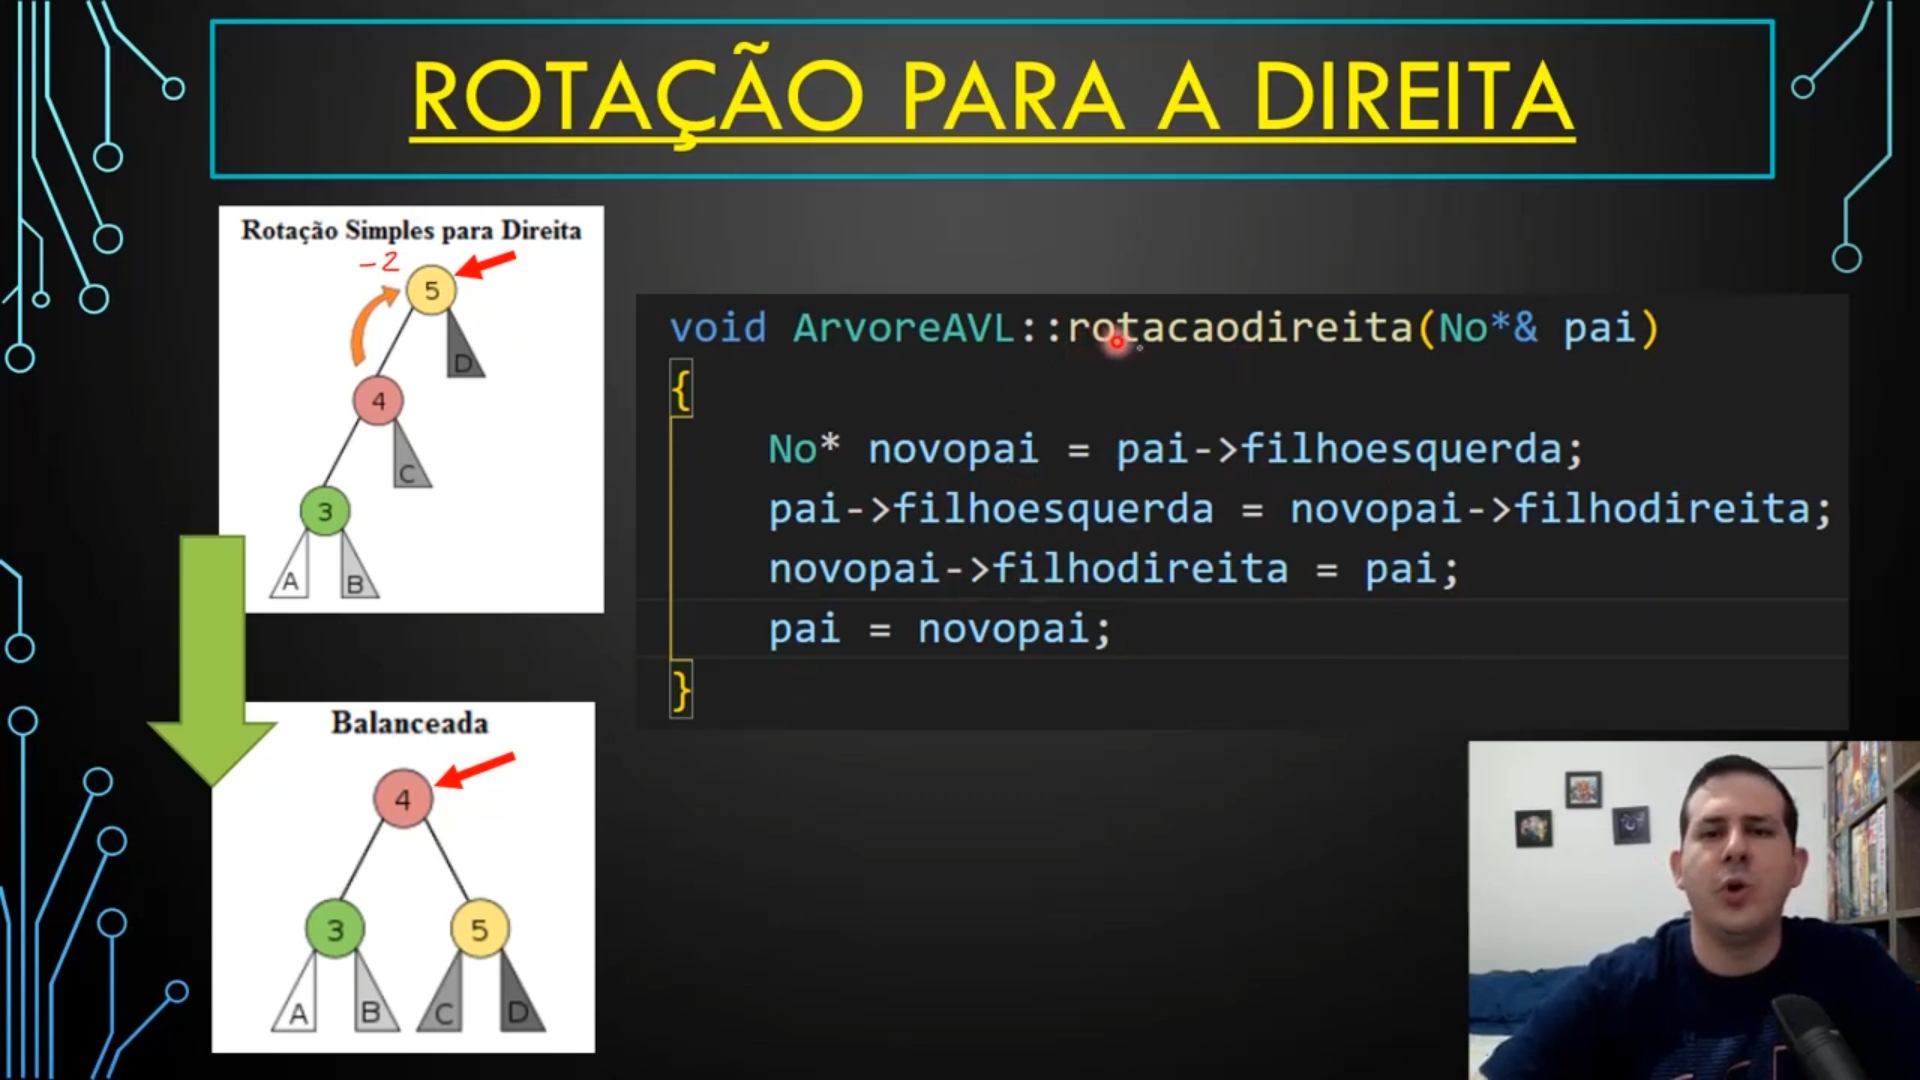 ROTAÇÃO PARA A DIREITA
Rotação Simples para Direita
-2
5
D
4
C
3
A B
void ArvoreAVL::rotacaodireita(No*& pai)
{
No* novopai = pai->filhoesquerda;
pai->filhoesquerda = novopai->filhodireita;
novopai->filhodireita = pai;
pai = novopai;
}
Balanceada
4
3 5
A B C D